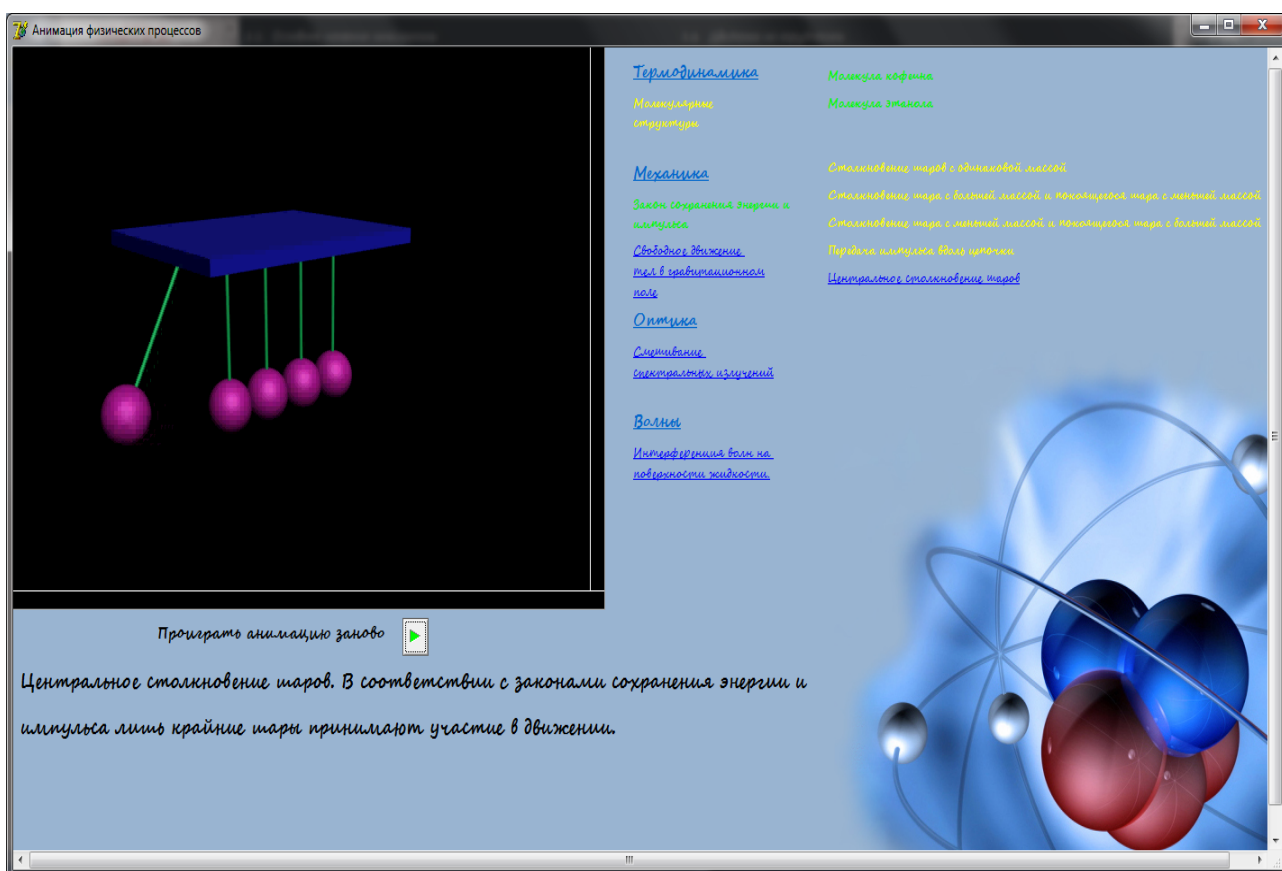 Анимация физических процессов
Термодинамика
Молекулярные
структуры
Механика
Закон сохранения энергии и
импульса
Свободное движение
тел в гравитационном
поле
Оптика
Смешивание
спектральных излучений
Волны
Интерференция волн на
поверхности жидкости.
Молекула кофеина
Молекула этанола
Столкновение шаров с одинаковой массой
Столкновение шара с большей массой и покоящегося шара с меньшей массой
Столкновение шара с меньшей массой и покоящегося шара с большей массой
Передача импульса вдоль цепочки
Центральное столкновение шаров
Проиграть анимацию заново
Центральное столкновение шаров. В соответствии с законами сохранения энергии и
импульса лишь крайние шары принимают участие в движении.